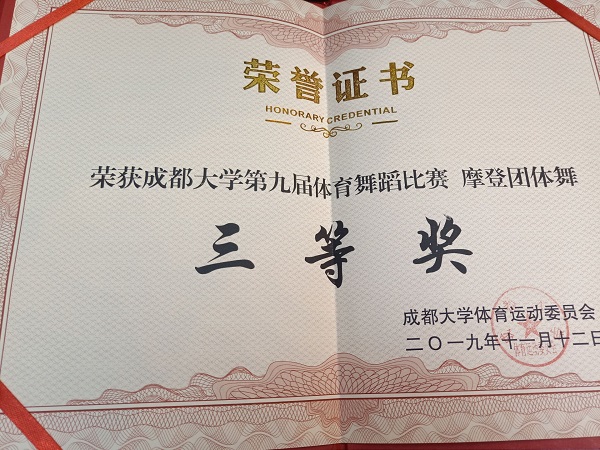 荣誉证书
HONORARY CREDENTIAL
荣获成都大学第九届体育舞蹈比赛 摩登团体舞
三等奖
成都大学体育运动委员会
二〇一九年十一月十二日